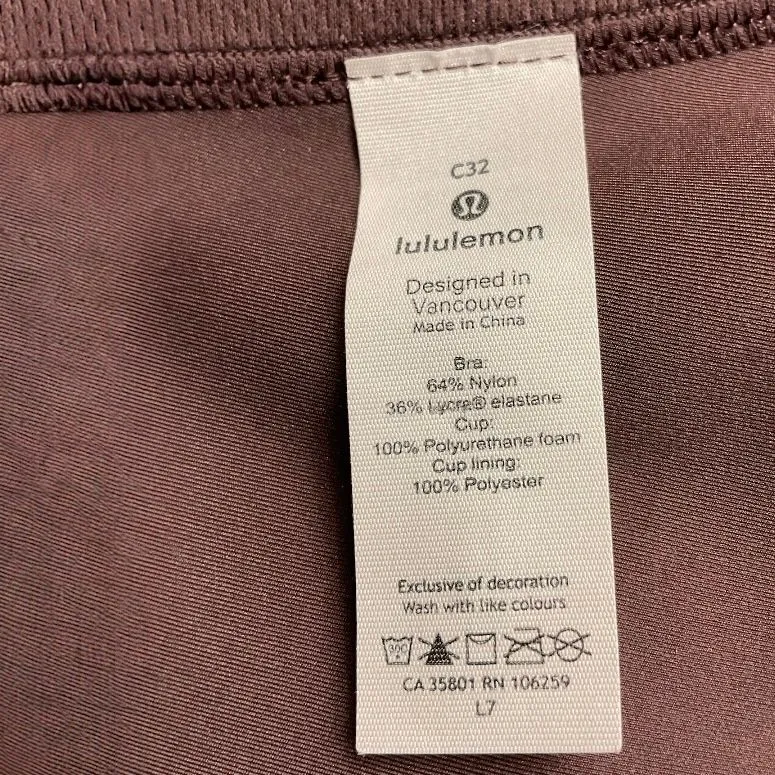 C32
lululemon
Designed in
Vancouver
Made in China
Bra:
64% Nylon
36% Lycra® elastane
Cup:
100% Polyurethane foam
Cup lining:
100% Polyester
Exclusive of decoration
Wash with like colours
30C
CA 35801 RN 106259
L7